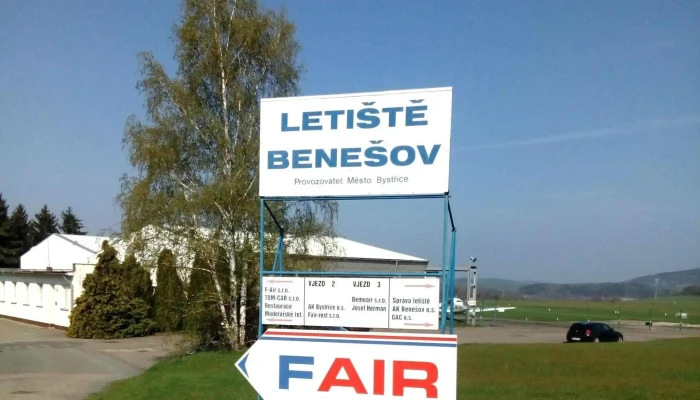 LETIŠTĚ
BENEŠOV
Provozovatel: Město Bystřice
F-Air s.r.o.
TOM-CAR s.r.o.
Restaurace
Modelářské let.
VJEZD 2
AK Bystřice o.s.
Fair-rest s.r.o.
VJEZD 3
Bemoair s.r.o.
Josef Herman
Správa letiště
AK Benešov o.s.
GAC o.s.
FAIR